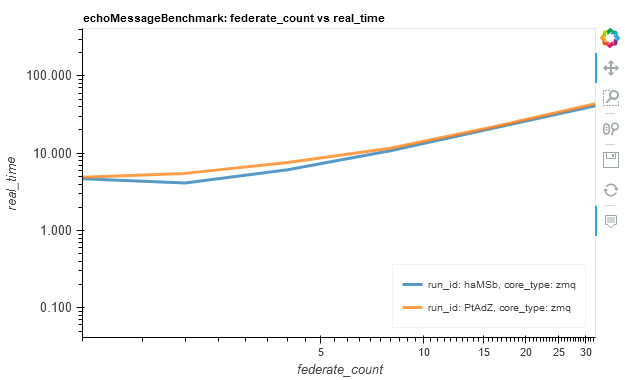 echoMessageBenchmark: federate_count vs real_time
100.000
10.000
1.000
0.100
real_time
run_id: haMSb, core_type: zmq
run_id: PtAdZ, core_type: zmq
5 10 15 20 25 30
federate_count